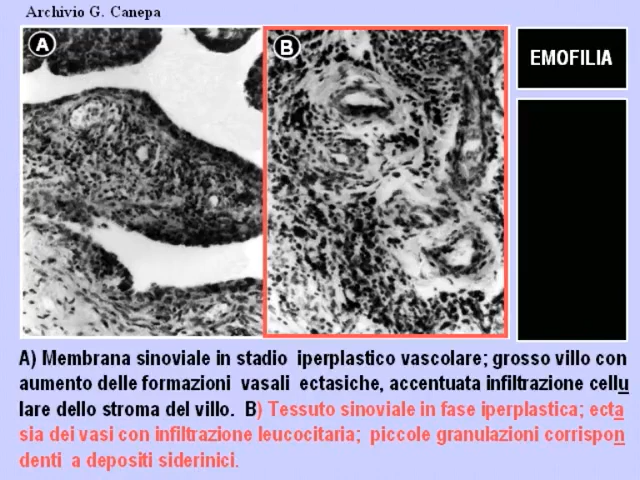 Archivio G. Canepa
A
B
EMOFILIA
A) Membrana sinoviale in stadio iperplastico vascolare; grosso villo con
aumento delle formazioni vasali ectasiche, accentuata infiltrazione cellu
lare dello stroma del villo. B) Tessuto sinoviale in fase iperplastica; ecta
sia dei vasi con infiltrazione leucocitaria; piccole granulazioni corrispon
denti a depositi siderinici.